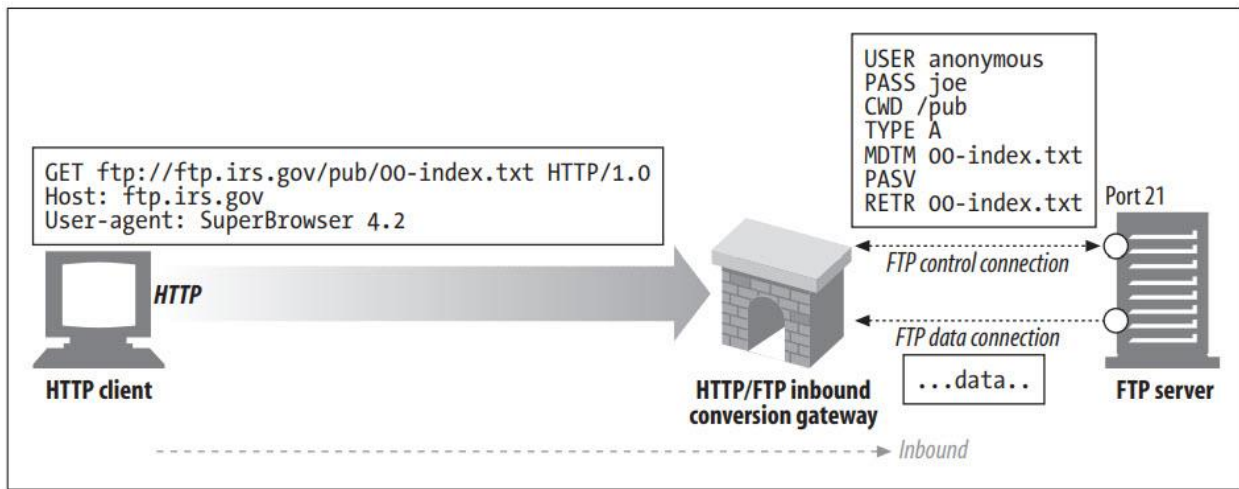 USER anonymous
PASS joe
CWD /pub
TYPE A
MDTM 00-index.txt
PASV
RETR 00-index.txt
Port 21
GET ftp://ftp.irs.gov/pub/00-index.txt HTTP/1.0
Host: ftp.irs.gov
User-agent: SuperBrowser 4.2
HTTP
FTP control connection
FTP data connection
...data..
HTTP client
HTTP/FTP inbound
conversion gateway
FTP server
Inbound